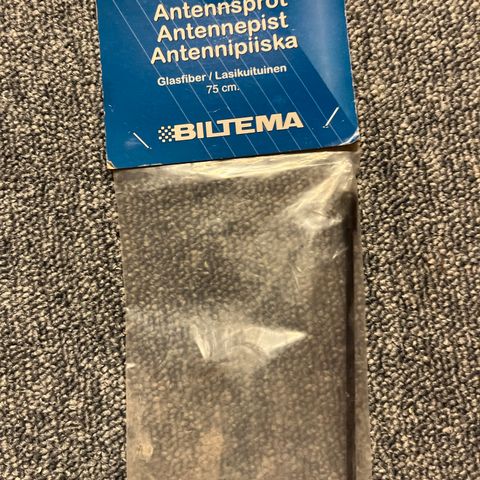 Antennspröt
Antennepist
Antennipiiska
Glasfiber / Lasikuituinen
75 cm.
BILTEMA